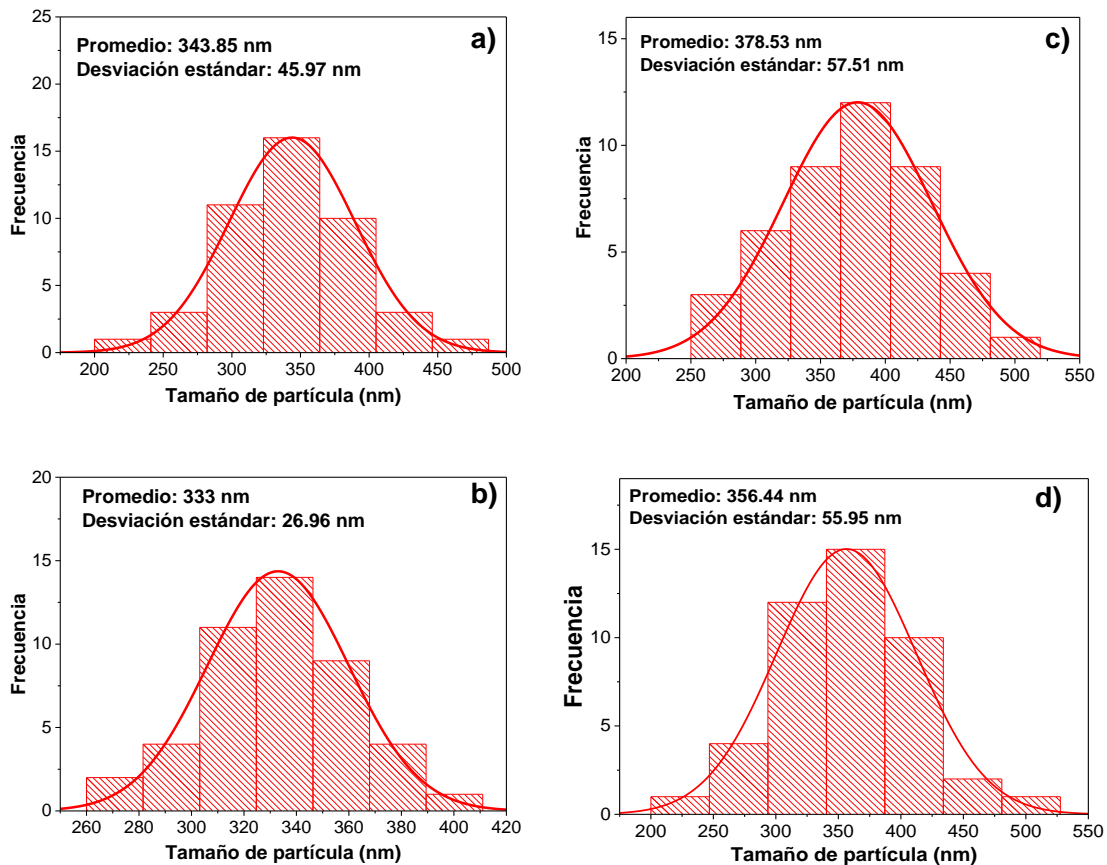 a)
Promedio: 343.85 nm
Desviación estándar: 45.97 nm
Frecuencia
25
20
15
10
5
0
200 250 300 350 400 450 500
Tamaño de partícula (nm)
c)
Promedio: 378.53 nm
Desviación estándar: 57.51 nm
Frecuencia
15
10
5
0
200 250 300 350 400 450 500 550
Tamaño de partícula (nm)
b)
Promedio: 333 nm
Desviación estándar: 26.96 nm
Frecuencia
20
15
10
5
0
260 280 300 320 340 360 380 400 420
Tamaño de partícula (nm)
d)
Promedio: 356.44 nm
Desviación estándar: 55.95 nm
Frecuencia
15
10
5
0
200 250 300 350 400 450 500 550
Tamaño de partícula (nm)